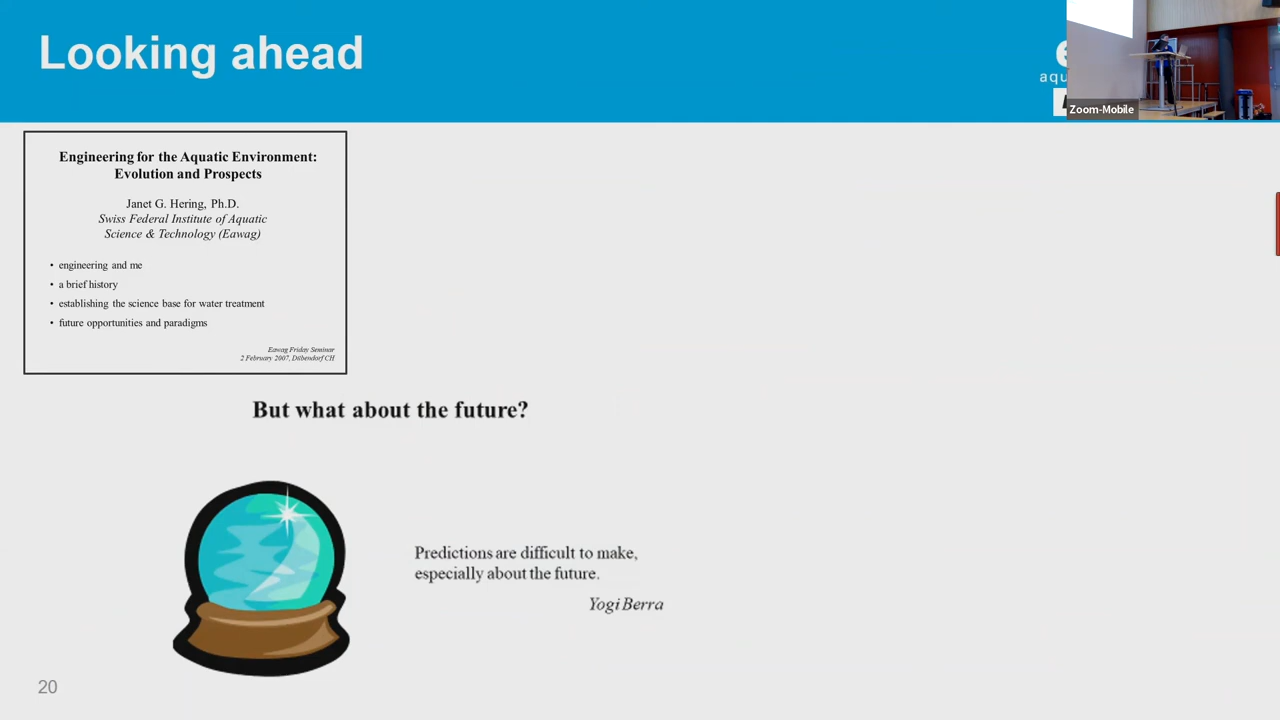 Looking ahead
aqu
Zoom-Mobile
Engineering for the Aquatic Environment:
Evolution and Prospects
Janet G. Hering, Ph.D.
Swiss Federal Institute of Aquatic
Science & Technology (Eawag)
• engineering and me
• a brief history
• establishing the science base for water treatment
• future opportunities and paradigms
Eawag Friday Seminar
2 February 2007, Dübendorf CH
But what about the future?
Predictions are difficult to make,
especially about the future.
Yogi Berra
20